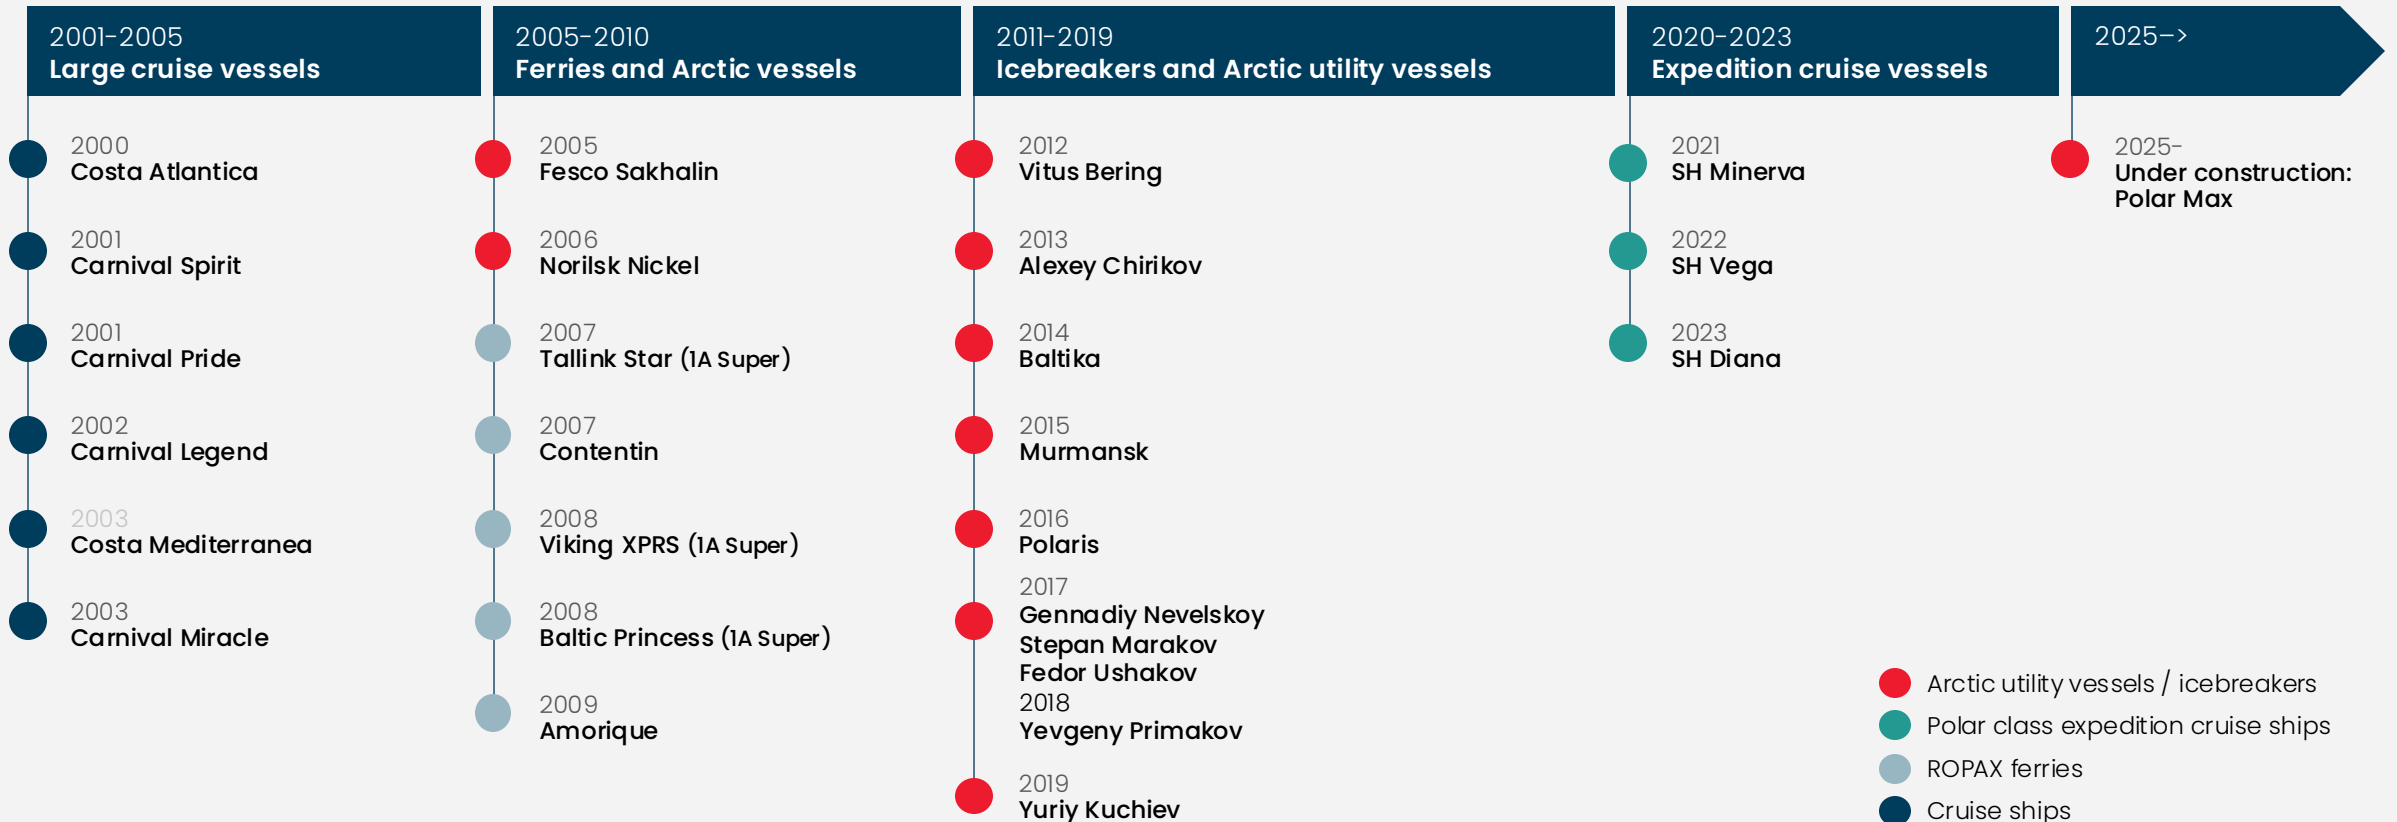 2001-2005
Large cruise vessels
2000
Costa Atlantica
2001
Carnival Spirit
2001
Carnival Pride
2002
Carnival Legend
2003
Costa Mediterranea
2003
Carnival Miracle
2005-2010
Ferries and Arctic vessels
2005
Fesco Sakhalin
2006
Norilsk Nickel
2007
Tallink Star (1A Super)
2007
Contentin
2008
Viking XPRS (1A Super)
2008
Baltic Princess (1A Super)
2009
Amorique
2011-2019
Icebreakers and Arctic utility vessels
2012
Vitus Bering
2013
Alexey Chirikov
2014
Baltika
2015
Murmansk
2016
Polaris
2017
Gennadiy Nevelskoy
Stepan Marakov
Fedor Ushakov
2018
Yevgeny Primakov
2019
Yuriy Kuchiev
2020-2023
Expedition cruise vessels
2021
SH Minerva
2022
SH Vega
2023
SH Diana
2025–>
2025-
Under construction:
Polar Max
Arctic utility vessels / icebreakers
Polar class expedition cruise ships
ROPAX ferries
Cruise ships